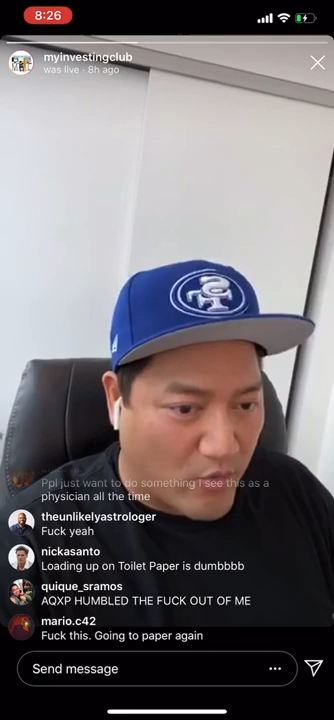 8:26
myinvestingclub
was live · 8h ago
SF
Ppl just want to do something I see this as a
physician all the time
theunlikelyastrologer
Fuck yeah
nickasanto
Loading up on Toilet Paper is dumbbbb
quique_sramos
AQXP HUMBLED THE FUCK OUT OF ME
mario.c42
Fuck this. Going to paper again
Send message